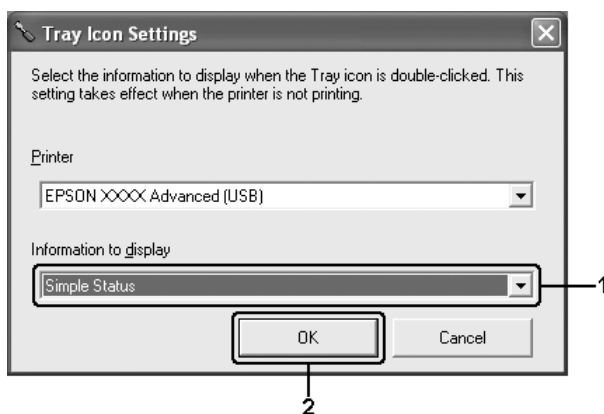 Tray Icon Settings
Select the information to display when the Tray icon is double-clicked. This
setting takes effect when the printer is not printing.
Printer
EPSON XXXX Advanced (USB)
Information to display
Simple Status
1
OK
Cancel
2